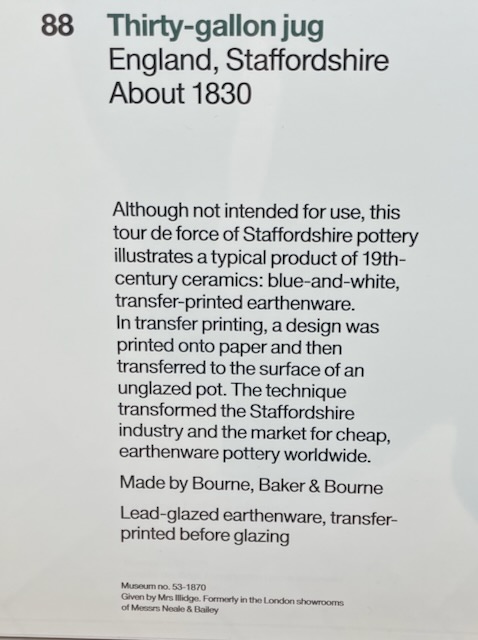 88 Thirty-gallon jug
England, Staffordshire
About 1830
Although not intended for use, this
tour de force of Staffordshire pottery
illustrates a typical product of 19th-
century ceramics: blue-and-white,
transfer-printed earthenware.
In transfer printing, a design was
printed onto paper and then
transferred to the surface of an
unglazed pot. The technique
transformed the Staffordshire
industry and the market for cheap,
earthenware pottery worldwide.
Made by Bourne, Baker & Bourne
Lead-glazed earthenware, transfer-
printed before glazing
Museum no. 53-1870
Given by Mrs Illidge. Formerly in the London showrooms
of Messrs Neale & Bailey